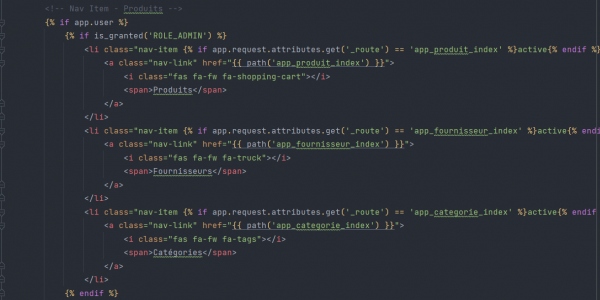 <!-- Nav Item - Produits -->
{% if app.user %}
{% if is_granted('ROLE_ADMIN') %}
<li class="nav-item {% if app.request.attributes.get('_route') == 'app_produit_index' %}active{% endif %
<a class="nav-link" href="{{ path('app_produit_index') }}">
<i class="fas fa-fw fa-shopping-cart"></i>
<span>Produits</span>
</a>
</li>
<li class="nav-item {% if app.request.attributes.get('_route') == 'app_fournisseur_index' %}active{% end
<a class="nav-link" href="{{ path('app_fournisseur_index') }}">
<i class="fas fa-fw fa-truck"></i>
<span>Fournisseurs</span>
</a>
</li>
<li class="nav-item {% if app.request.attributes.get('_route') == 'app_categorie_index' %}active{% endif
<a class="nav-link" href="{{ path('app_categorie_index') }}">
<i class="fas fa-fw fa-tags"></i>
<span>Catégories</span>
</a>
</li>
{% endif %}